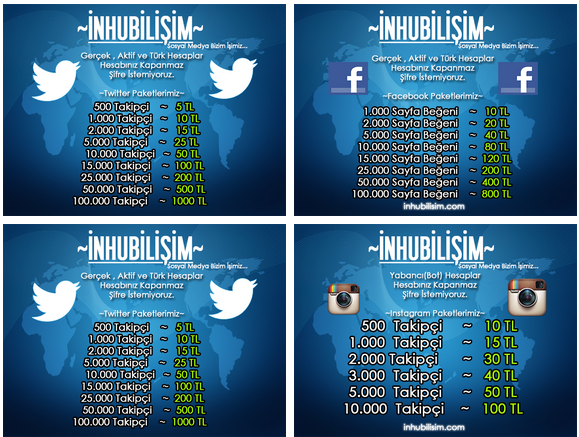 ~İNHUBİLİŞİM~
Sosyal Medya Bizim İşimiz...
Gerçek , Aktif ve Türk Hesaplar
Hesabınız Kapanmaz
Şifre İstemiyoruz.
~Twitter Paketlerimiz~
500 Takipçi ~ 5 TL
1.000 Takipçi ~ 10 TL
2.000 Takipçi ~ 15 TL
5.000 Takipçi ~ 25 TL
10.000 Takipçi ~ 50 TL
15.000 Takipçi ~ 100 TL
25.000 Takipçi ~ 200 TL
50.000 Takipçi ~ 500 TL
100.000 Takipçi ~ 1000 TL
~İNHUBİLİŞİM~
Sosyal Medya Bizim İşimiz...
Gerçek , Aktif ve Türk Hesaplar
Hesabınız Kapanmaz
Şifre İstemiyoruz.
~Facebook Paketlerimiz~
1.000 Sayfa Beğeni ~ 10 TL
2.000 Sayfa Beğeni ~ 20 TL
5.000 Sayfa Beğeni ~ 40 TL
10.000 Sayfa Beğeni ~ 80 TL
15.000 Sayfa Beğeni ~ 120 TL
25.000 Sayfa Beğeni ~ 200 TL
50.000 Sayfa Beğeni ~ 400 TL
100.000 Sayfa Beğeni ~ 800 TL
inhubilisim.com
~İNHUBİLİŞİM~
Sosyal Medya Bizim İşimiz...
Gerçek , Aktif ve Türk Hesaplar
Hesabınız Kapanmaz
Şifre İstemiyoruz.
~Twitter Paketlerimiz~
500 Takipçi ~ 5 TL
1.000 Takipçi ~ 10 TL
2.000 Takipçi ~ 15 TL
5.000 Takipçi ~ 25 TL
10.000 Takipçi ~ 50 TL
15.000 Takipçi ~ 100 TL
25.000 Takipçi ~ 200 TL
50.000 Takipçi ~ 500 TL
100.000 Takipçi ~ 1000 TL
~İNHUBİLİŞİM~
Sosyal Medya Bizim İşimiz...
Yabancı(Bot) Hesaplar
Hesabınız Kapanmaz
Şifre İstemiyoruz.
~Instagram Paketlerimiz~
500 Takipçi ~ 10 TL
1.000 Takipçi ~ 15 TL
2.000 Takipçi ~ 30 TL
3.000 Takipçi ~ 40 TL
5.000 Takipçi ~ 50 TL
10.000 Takipçi ~ 100 TL
inhubilisim.com